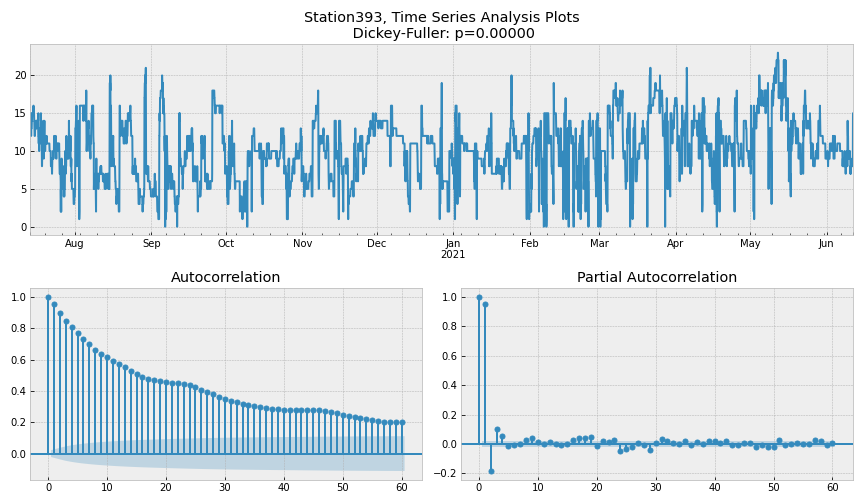 Station393, Time Series Analysis Plots
Dickey-Fuller: p=0.00000
20
15
10
5
0
Aug Sep Oct Nov Dec Jan Feb Mar Apr May Jun
2021
Autocorrelation
1.0
0.8
0.6
0.4
0.2
0.0
0 10 20 30 40 50 60
Partial Autocorrelation
1.0
0.8
0.6
0.4
0.2
0.0
−0.2
0 10 20 30 40 50 60